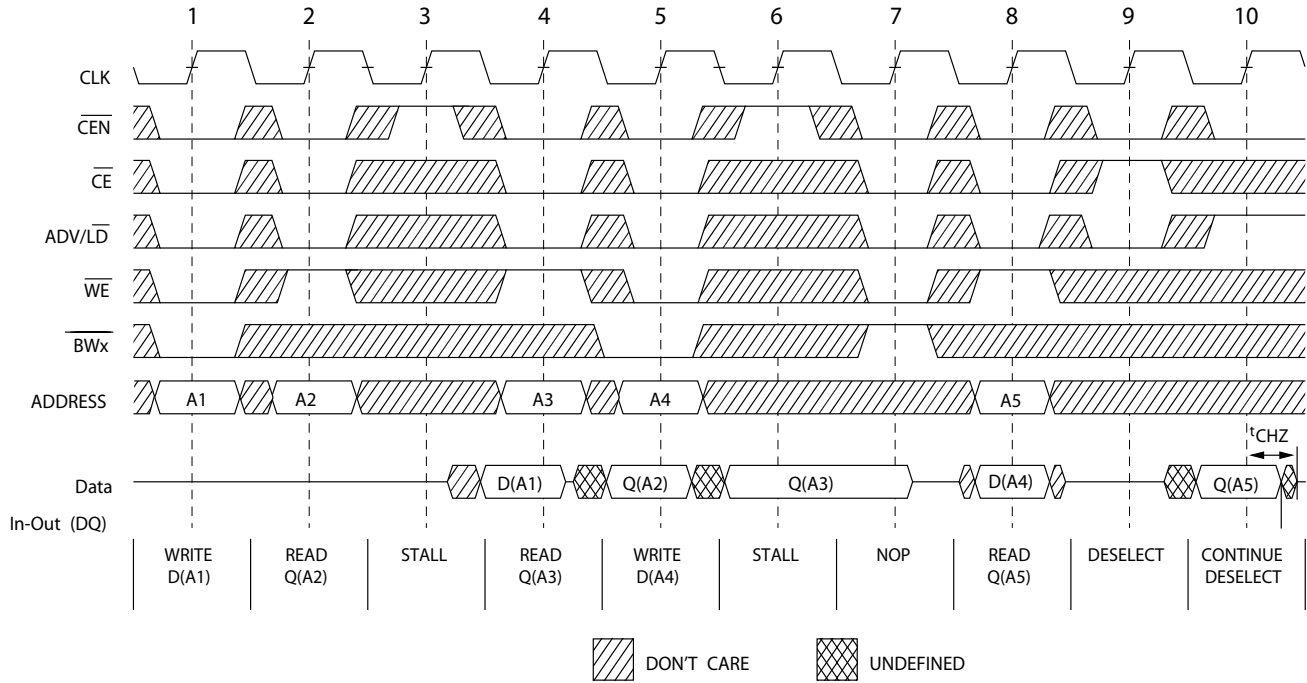 1 2 3 4 5 6 7 8 9 10
CLK
CEN
CE
ADV/LD
WE
BWx
ADDRESS A1 A2 A3 A4 A5
tCHZ
Data D(A1) Q(A2) Q(A3) D(A4) Q(A5)
In-Out (DQ)
WRITE READ STALL READ WRITE STALL NOP READ DESELECT CONTINUE
D(A1) Q(A2) Q(A3) D(A4) Q(A5) DESELECT
DON'T CARE UNDEFINED